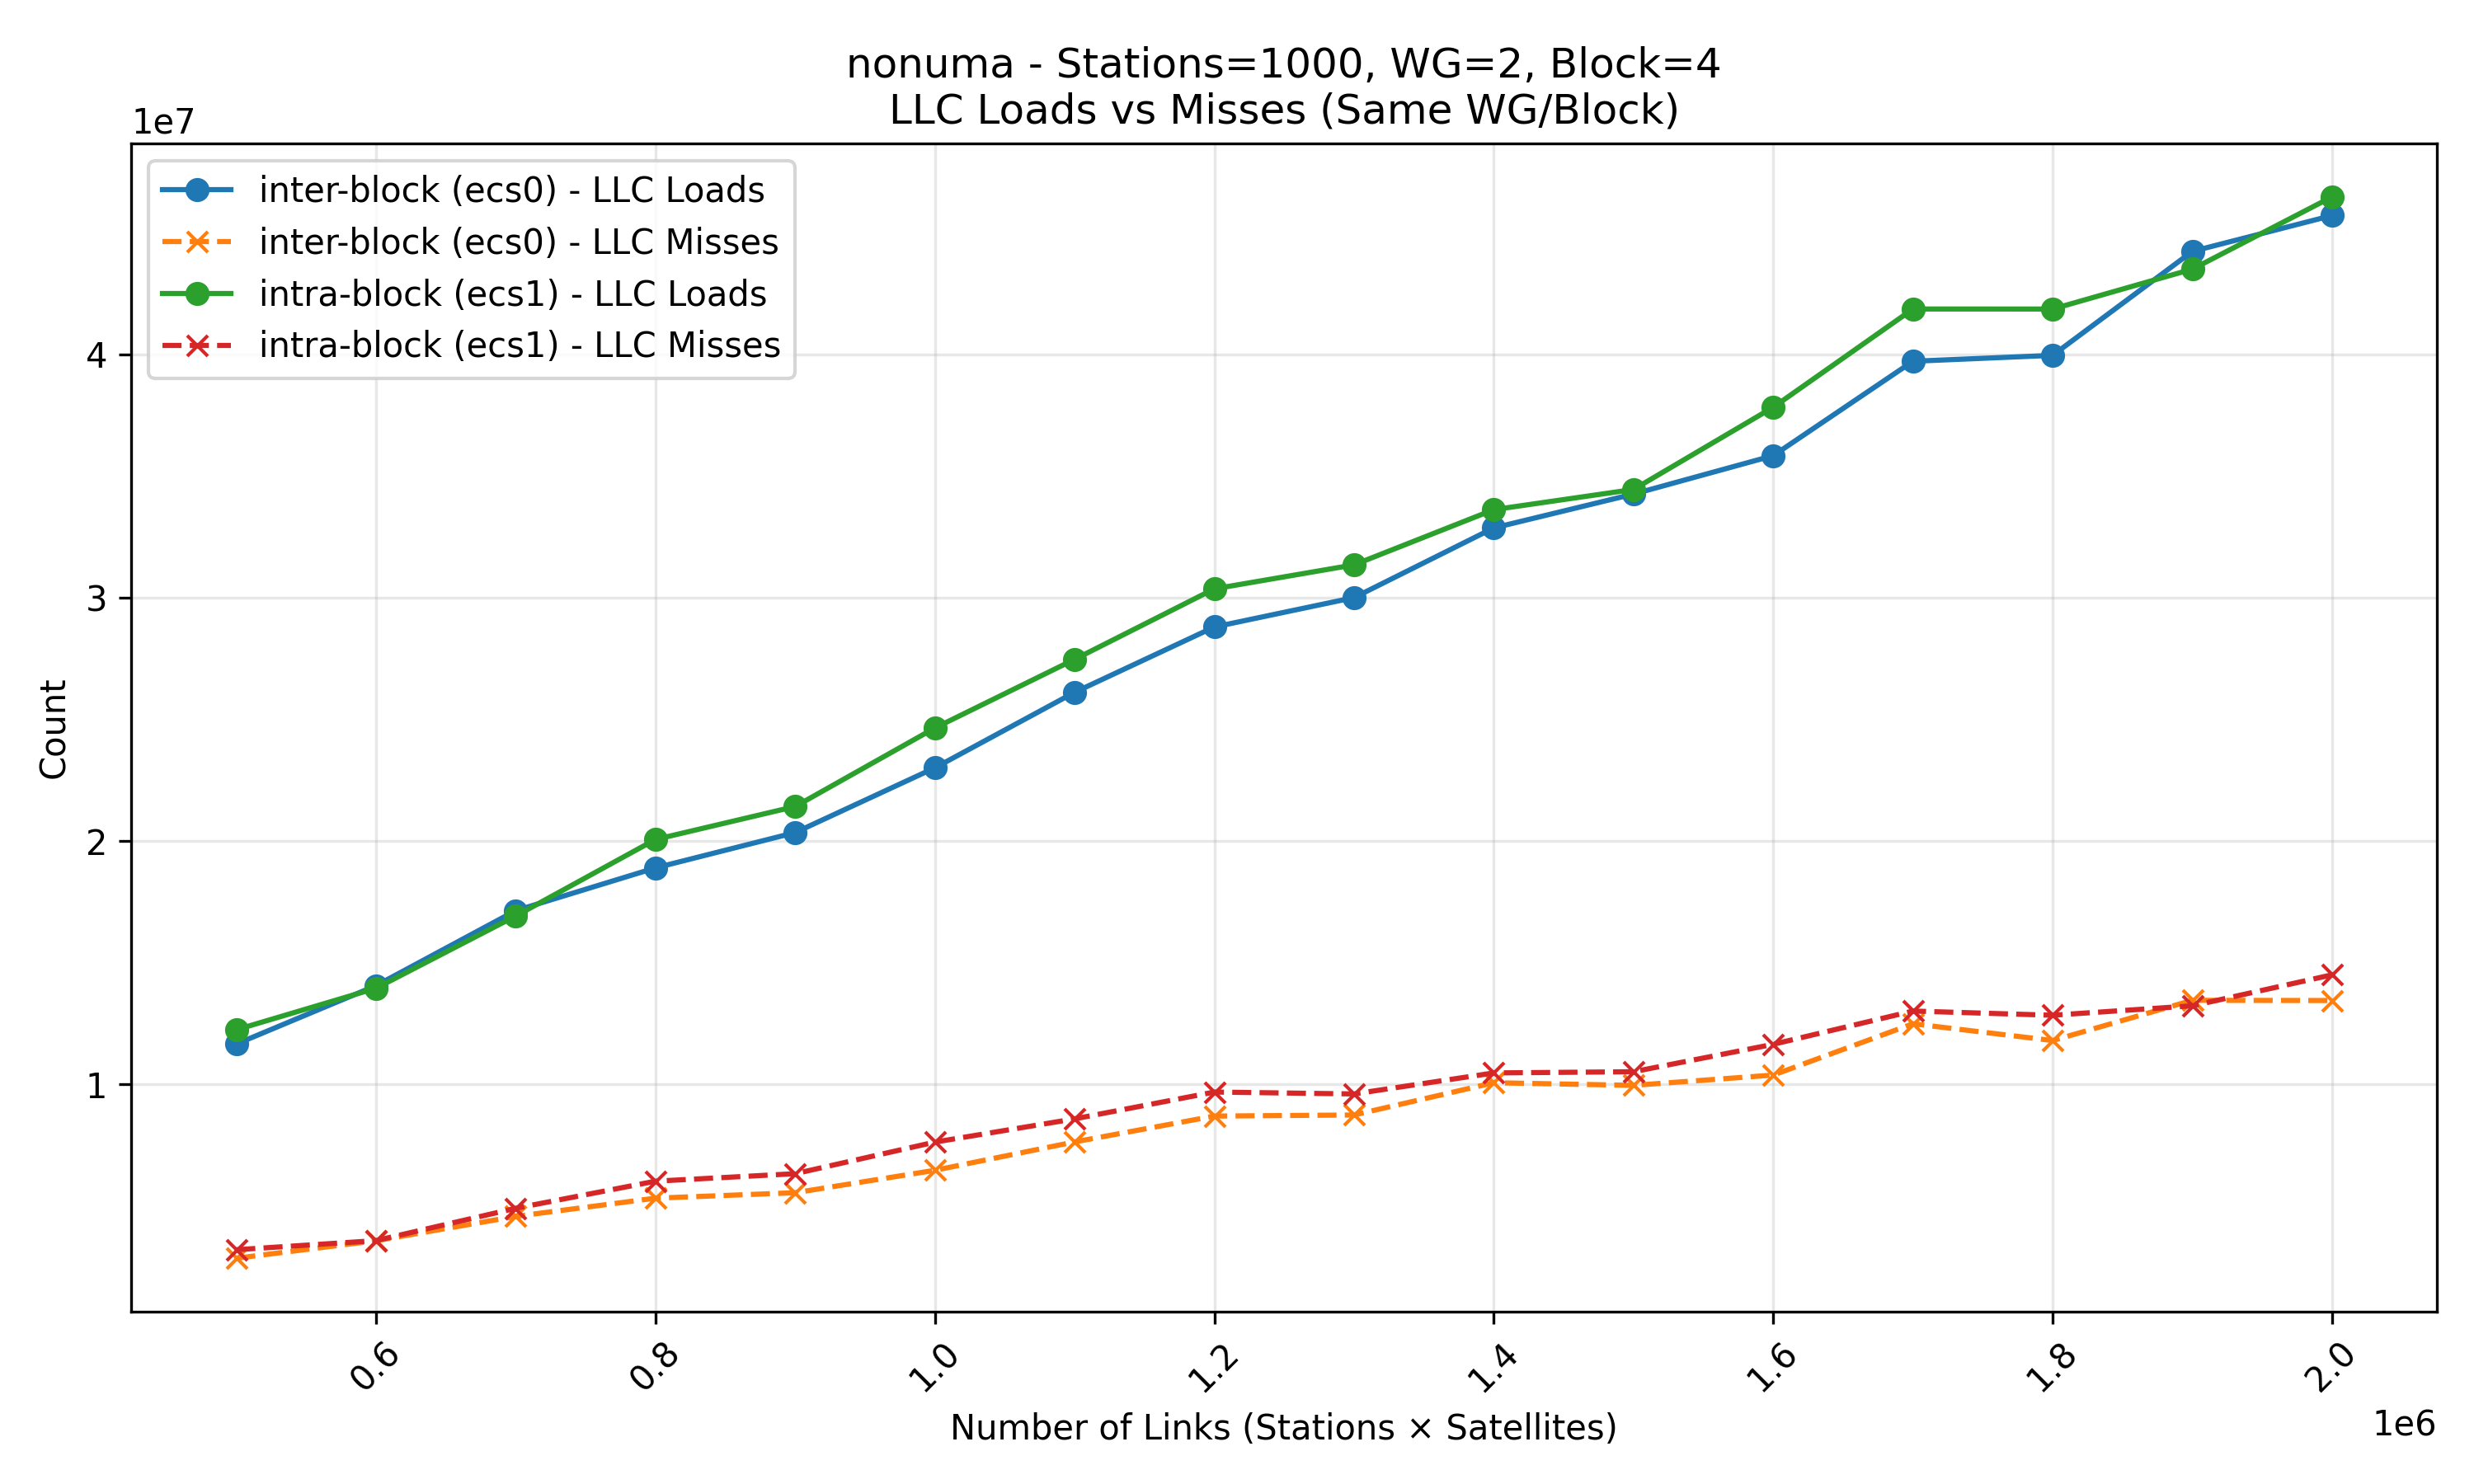 nonuma - Stations=1000, WG=2, Block=4
LLC Loads vs Misses (Same WG/Block)
1e7
inter-block (ecs0) - LLC Loads
inter-block (ecs0) - LLC Misses
intra-block (ecs1) - LLC Loads
intra-block (ecs1) - LLC Misses
4
3
2
1
Count
0.6
0.8
1.0
1.2
1.4
1.6
1.8
2.0
Number of Links (Stations × Satellites)
1e6